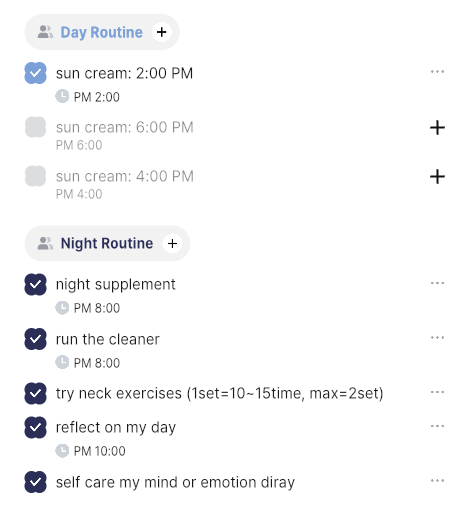 Day Routine +
sun cream: 2:00 PM
PM 2:00
sun cream: 6:00 PM
PM 6:00
sun cream: 4:00 PM
PM 4:00
Night Routine +
night supplement
PM 8:00
run the cleaner
PM 8:00
try neck exercises (1set=10~15time, max=2set)
reflect on my day
PM 10:00
self care my mind or emotion diray